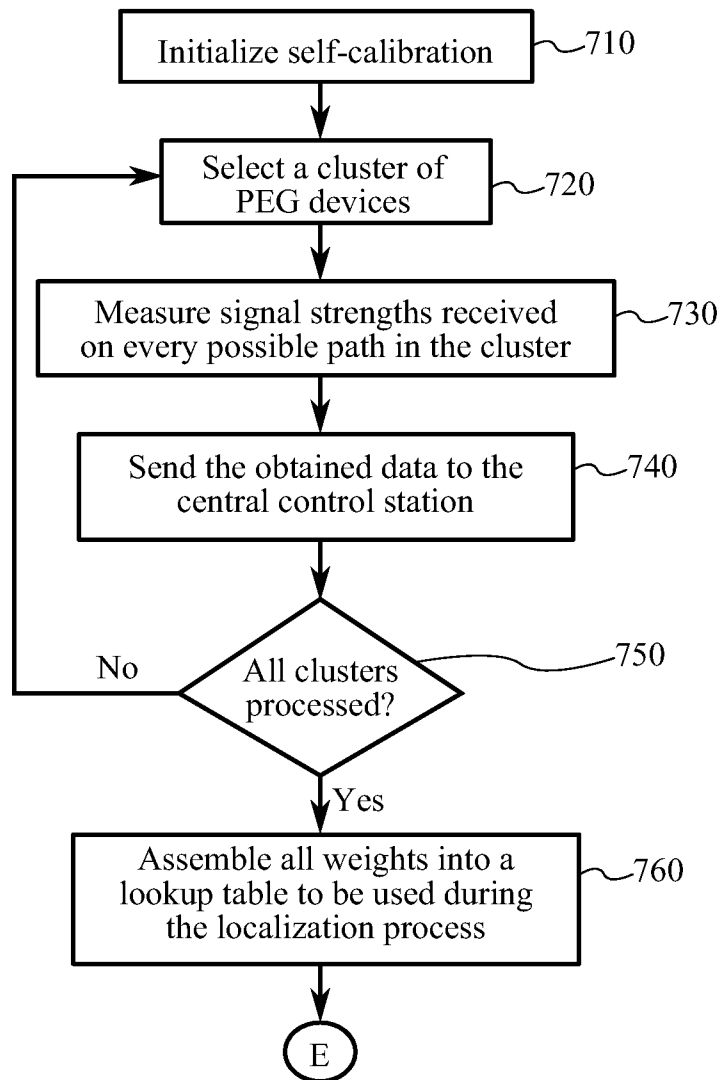 Initialize self-calibration
710
Select a cluster of
PEG devices
720
Measure signal strengths received
on every possible path in the cluster
730
Send the obtained data to the
central control station
740
All clusters
processed?
750
No
Yes
Assemble all weights into a
lookup table to be used during
the localization process
760
E